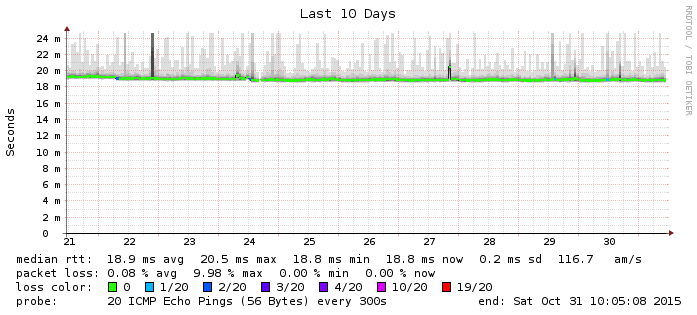 Last 10 Days
RRDTOOL / TOBI OETIKER
Seconds
24 m
22 m
20 m
18 m
16 m
14 m
12 m
10 m
8 m
6 m
4 m
2 m
0
21 22 23 24 25 26 27 28 29 30
median rtt: 18.9 ms avg 20.5 ms max 18.8 ms min 18.8 ms now 0.2 ms sd 116.7 am/s
packet loss: 0.08 % avg 9.98 % max 0.00 % min 0.00 % now
loss color: 0 1/20 2/20 3/20 4/20 10/20 19/20
probe: 20 ICMP Echo Pings (56 Bytes) every 300s end: Sat Oct 31 10:05:08 2015